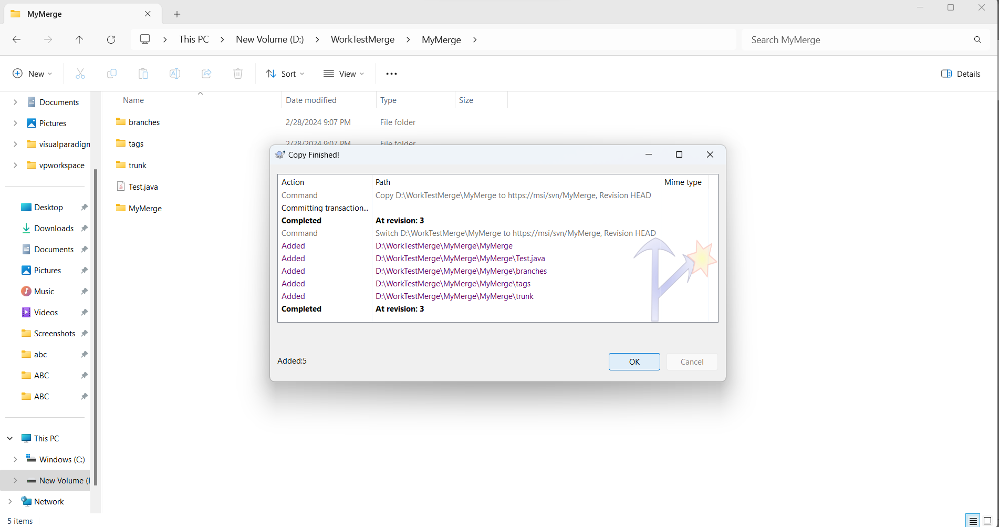 MyMerge
This PC
New Volume (D:)
WorkTestMerge
MyMerge
Search MyMerge
New
Sort
View
Details
Documents
Pictures
visualparadign
vpworkspace
Desktop
Downloads
Documents
Pictures
Music
Videos
Screenshots
abc
ABC
ABC
This PC
Windows (C:)
New Volume (
Network
5 items
Name Date modified Type Size
branches 2/28/2024 9:07 PM File folder
tags 2/28/2024 9:07 PM File folder
trunk
Test.java
MyMerge
Copy Finished!
Action Path Mime type
Command Copy D:\WorkTestMerge\MyMerge to https://msi/svn/MyMerge, Revision HEAD
Committing transaction...
Completed At revision: 3
Command Switch D:\WorkTestMerge\MyMerge to https://msi/svn/MyMerge, Revision HEAD
Added D:\WorkTestMerge\MyMerge\MyMerge
Added D:\WorkTestMerge\MyMerge\MyMerge\Test.java
Added D:\WorkTestMerge\MyMerge\MyMerge\branches
Added D:\WorkTestMerge\MyMerge\MyMerge\tags
Added D:\WorkTestMerge\MyMerge\MyMerge\trunk
Completed At revision: 3
Added:5
OK
Cancel